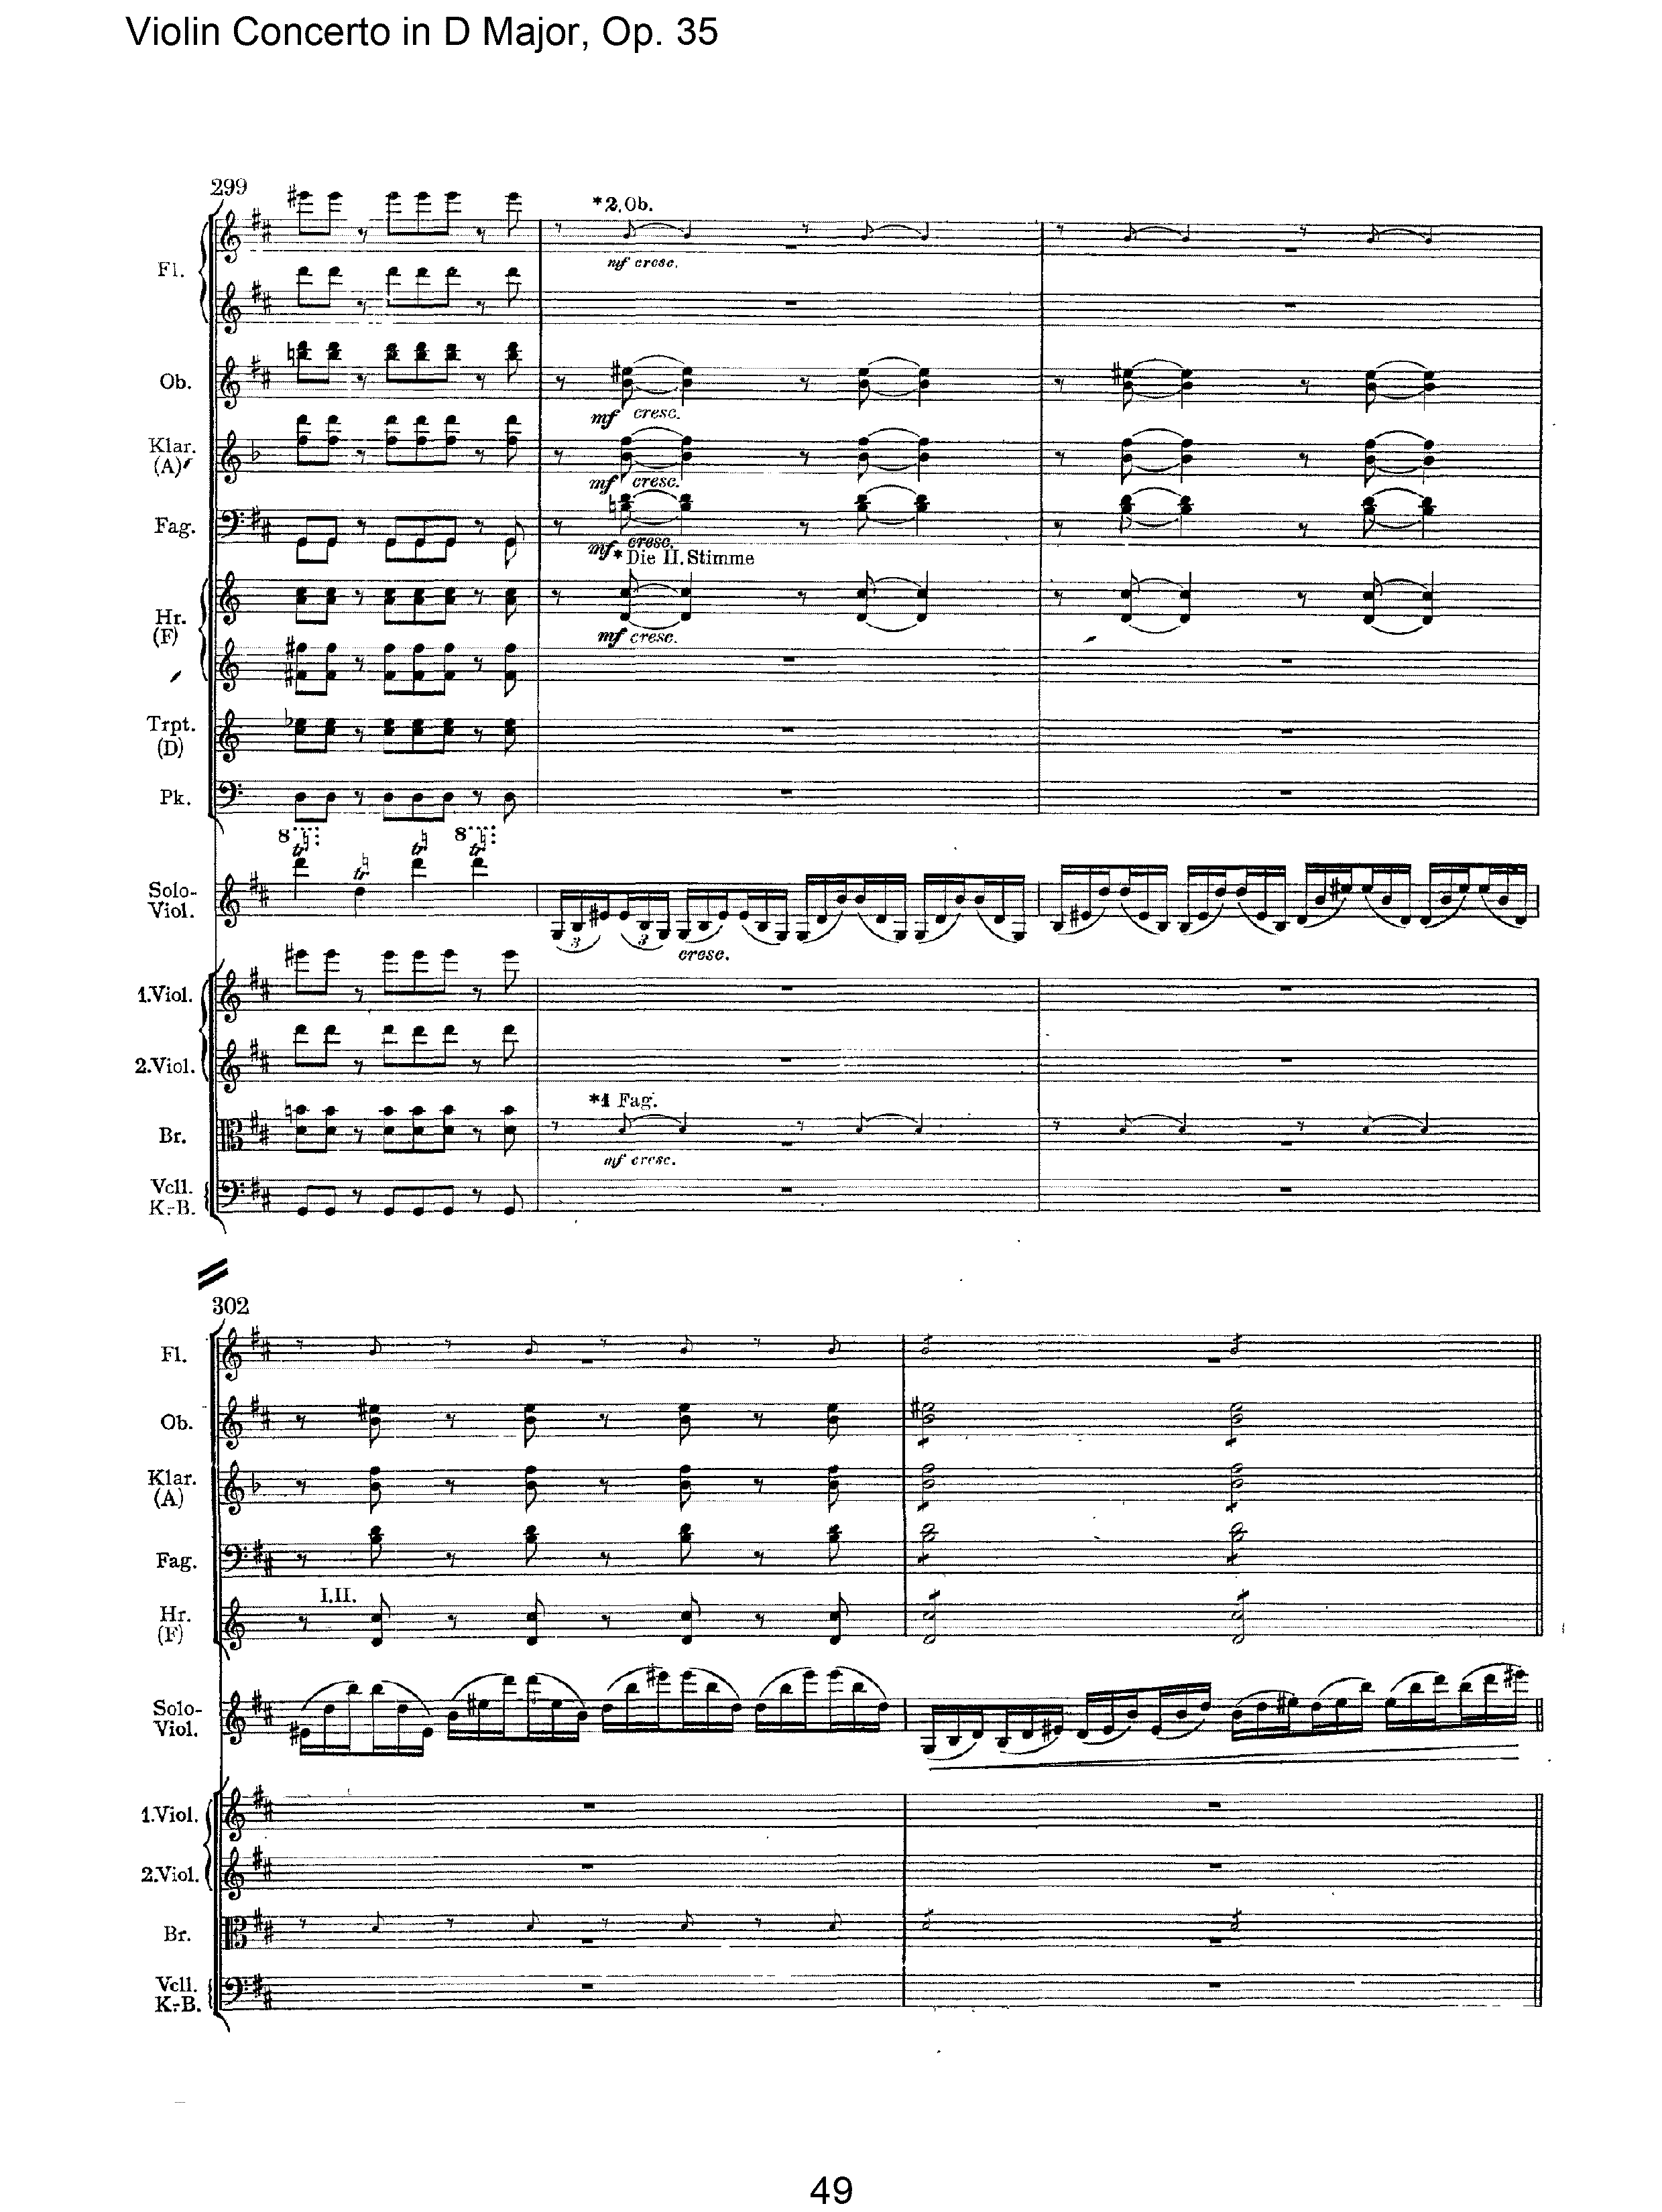 Violin Concerto in D Major, Op. 35
299
*2. Ob.
mf cresc.
Fl.
Ob.
mf cresc.
Klar.
(A)
mf cresc.
Fag.
mf cresc.
*Die II. Stimme
Hr.
(F)
mf cresc.
Trpt.
(D)
Pk.
8
tr
tr
tr
8
tr
Solo-
Viol.
3
3
cresc.
1.Viol.
2.Viol.
*1 Fag.
Br.
mf cresc.
Vcll.
K.-B.
302
Fl.
Ob.
Klar.
(A)
Fag.
I.II.
Hr.
(F)
Solo-
Viol.
1.Viol.
2.Viol.
Br.
Vcll.
K.-B.
49